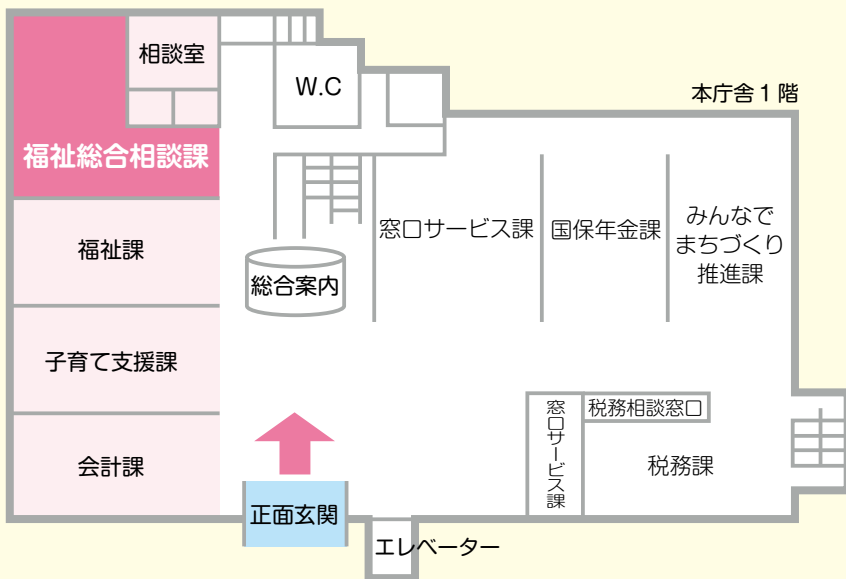 本庁舎1階
相談室
W.C
福祉総合相談課
福祉課
窓口サービス課
国保年金課
みんなで
まちづくり
推進課
総合案内
子育て支援課
会計課
正面玄関
エレベーター
窓口サービス課
税務相談窓口
税務課